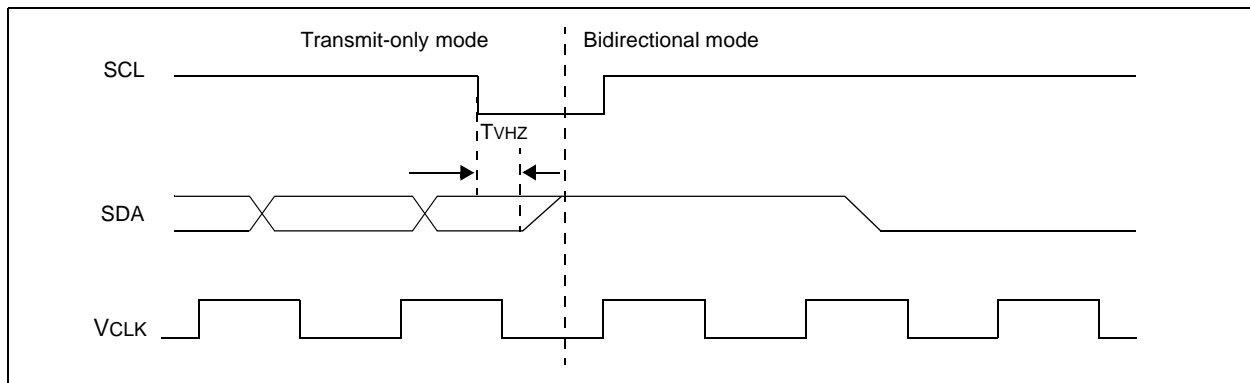 Transmit-only mode
Bidirectional mode
SCL
TVHZ
SDA
VCLK